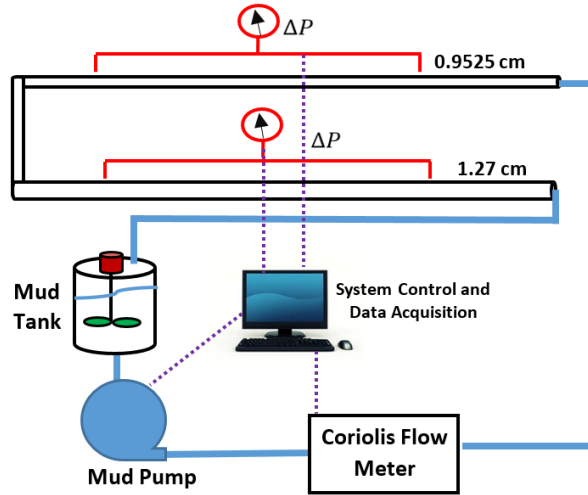 ΔP
0.9525 cm
ΔP
1.27 cm
Mud
Tank
System Control and
Data Acquisition
Coriolis Flow
Meter
Mud Pump